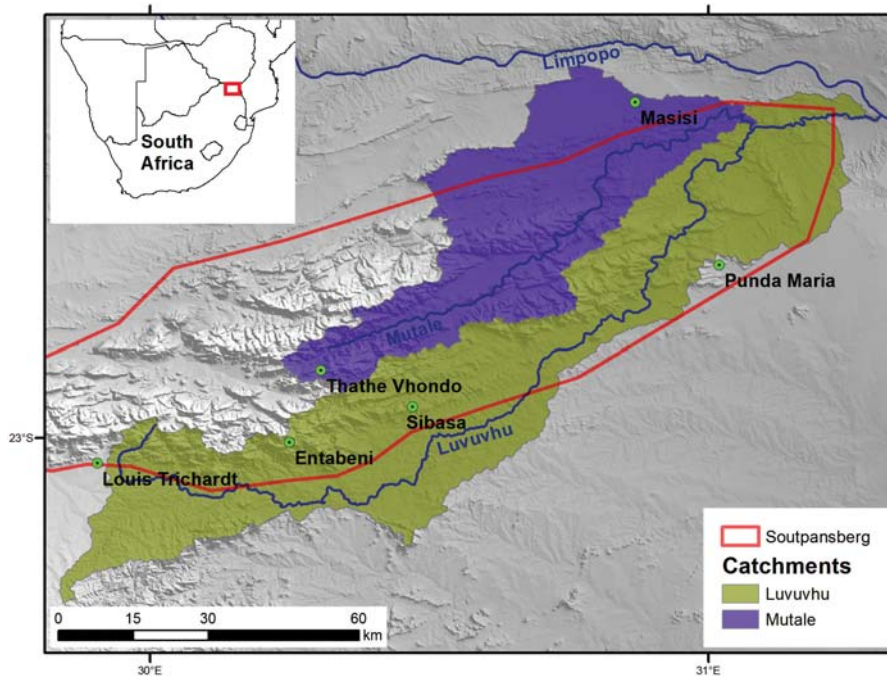 South
Africa
Limpopo
Masisi
Punda Maria
Mutale
Thathe Vhondo
Sibasa
Luvuvhu
Entabeni
Louis Trichardt
23°S
Soutpansberg
Catchments
Luvuvhu
Mutale
0 15 30 60
km
30°E 31°E